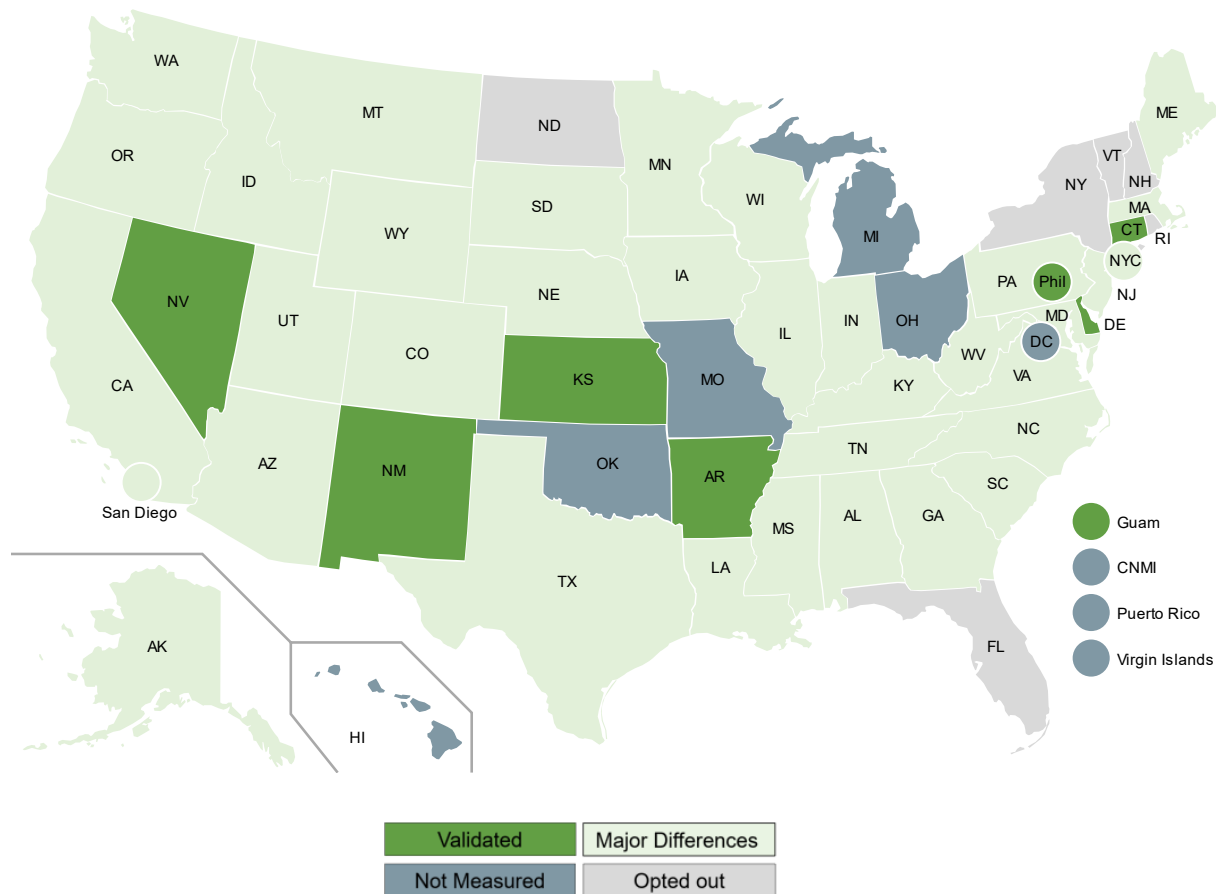 WA
MT
ND
ME
OR
ID
MN
VT
NH
NY
SD
WI
MA
WY
MI
CT
RI
NYC
IA
PA
Phil
NJ
NE
NV
UT
OH
MD
DE
IL
IN
DC
CO
WV
VA
CA
KS
MO
KY
NC
TN
AZ
NM
OK
AR
SC
San Diego
MS
AL
GA
Guam
LA
CNMI
TX
Puerto Rico
AK
FL
Virgin Islands
HI
Validated
Major Differences
Not Measured
Opted out